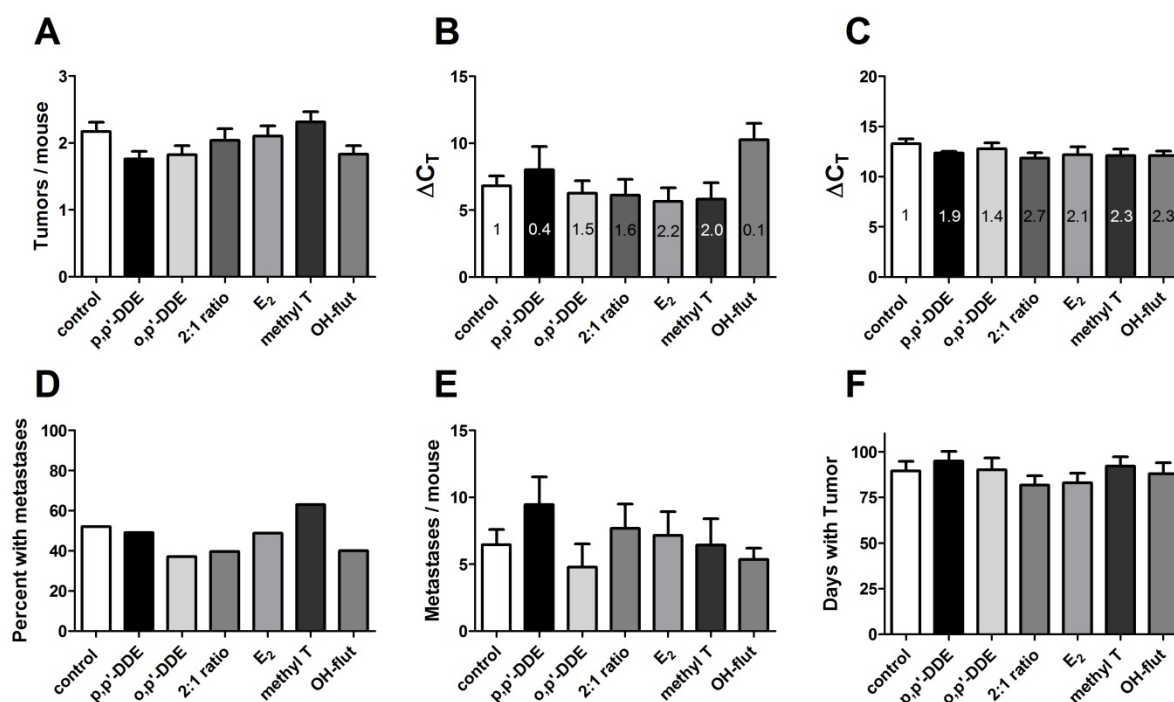 A
Tumors / mouse
3
2
1
0
control
p,p'-DDE
o,p'-DDE
2:1 ratio
E₂
methyl T
OH-flut
B
ΔC_T
15
10
5
0
1
0.4
1.5
1.6
2.2
2.0
0.1
control
p,p'-DDE
o,p'-DDE
2:1 ratio
E₂
methyl T
OH-flut
C
ΔC_T
20
15
10
5
0
1
1.9
1.4
2.7
2.1
2.3
2.3
control
p,p'-DDE
o,p'-DDE
2:1 ratio
E₂
methyl T
OH-flut
D
Percent with metastases
100
80
60
40
20
0
control
p,p'-DDE
o,p'-DDE
2:1 ratio
E₂
methyl T
OH-flut
E
Metastases / mouse
15
10
5
0
control
p,p'-DDE
o,p'-DDE
2:1 ratio
E₂
methyl T
OH-flut
F
Days with Tumor
100
75
50
25
0
control
p,p'-DDE
o,p'-DDE
2:1 ratio
E₂
methyl T
OH-flut